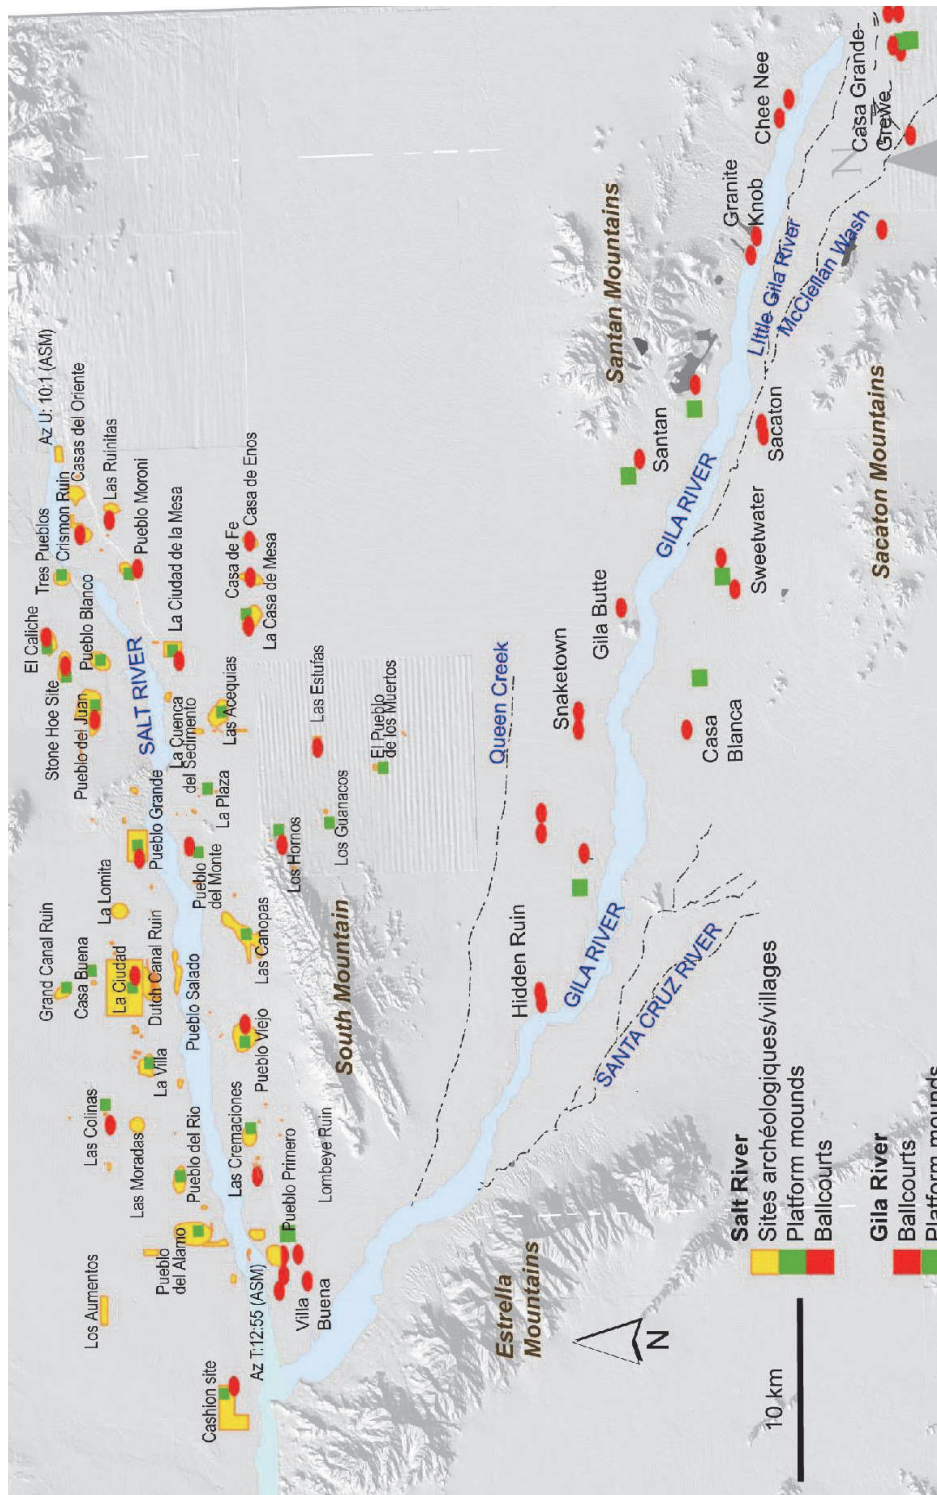 Los Aumentos
Cashion site
Az T:12:55 (ASM)
Pueblo
del Alamo
Las Colinas
Las Moradas
Pueblo del Rio
Las Cremaciones
Pueblo Primero
Lombeye Ruin
Villa
Buena
La Villa
Grand Canal Ruin
Casa Buena
La Ciudad
Dutch Canal Ruin
Pueblo Salado
Pueblo Viejo
La Lomita
Las Canopas
Pueblo Grande
Pueblo
del Monte
Los Hornos
La Plaza
Los Guanacos
Stone Hoe Site
Pueblo del Juan
SALT RIVER
La Cuenca
del Sedimento
Las Acequias
Las Estufas
El Pueblo
de los Muertos
El Caliche
Pueblo Blanco
La Ciudad de la Mesa
La Casa de Mesa
Casa de Fe
Casa de Enos
Tres Pueblos
Crismon Ruin
Pueblo Moroni
Las Ruinitas
Casas del Oriente
Az U: 10:1 (ASM)
South Mountain
Queen Creek
Hidden Ruin
GILA RIVER
SANTA CRUZ RIVER
Snaketown
Gila Butte
Casa
Blanca
Sweetwater
GILA RIVER
Santan
Santan Mountains
Sacaton
Sacaton Mountains
Granite
Knob
Little Gila River
McClellan Wash
Chee Nee
Casa Grande-
Grewe
N
Estrella
Mountains
N
10 km
Salt River
Sites archéologiques/villages
Platform mounds
Ballcourts
Gila River
Ballcourts